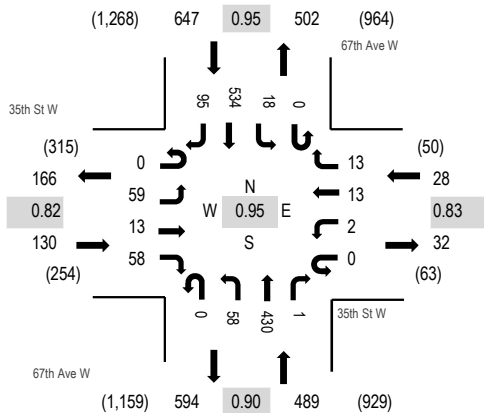 (1,268) 647 0.95 502 (964)
67th Ave W
35th St W
95 534 18 0
(315) (50)
0 13
166 28
59 13
N
0.82 W 0.95 E 0.83
13 2
S
130 32
58 0
(254) (63)
0 58 430 1
35th St W
67th Ave W
(1,159) 594 0.90 489 (929)